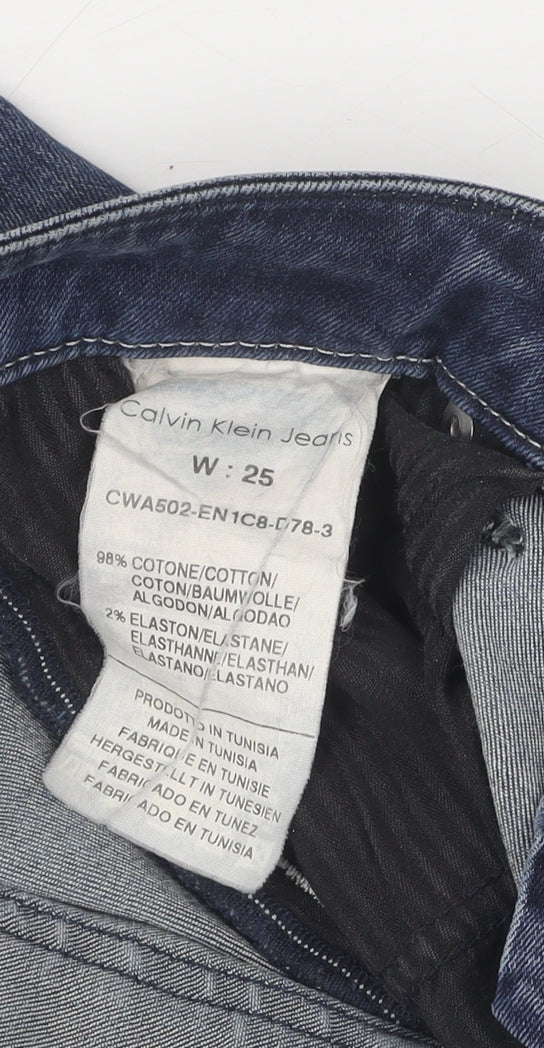 Calvin Klein Jeans
W : 25
CWA502-EN1C8-D78-3
98% COTONE/COTTON/
COTON/BAUMWOLLE/
ALGODON/ALGODAO
2% ELASTON/ELASTANE/
ELASTHANNE/ELASTHAN/
ELASTANO/ELASTANO
PRODOTTO IN TUNISIA
MADE IN TUNISIA
FABRIQUE EN TUNISIE
HERGESTELLT IN TUNESIEN
FABRICADO EN TUNEZ
FABRICADO EN TUNISIA